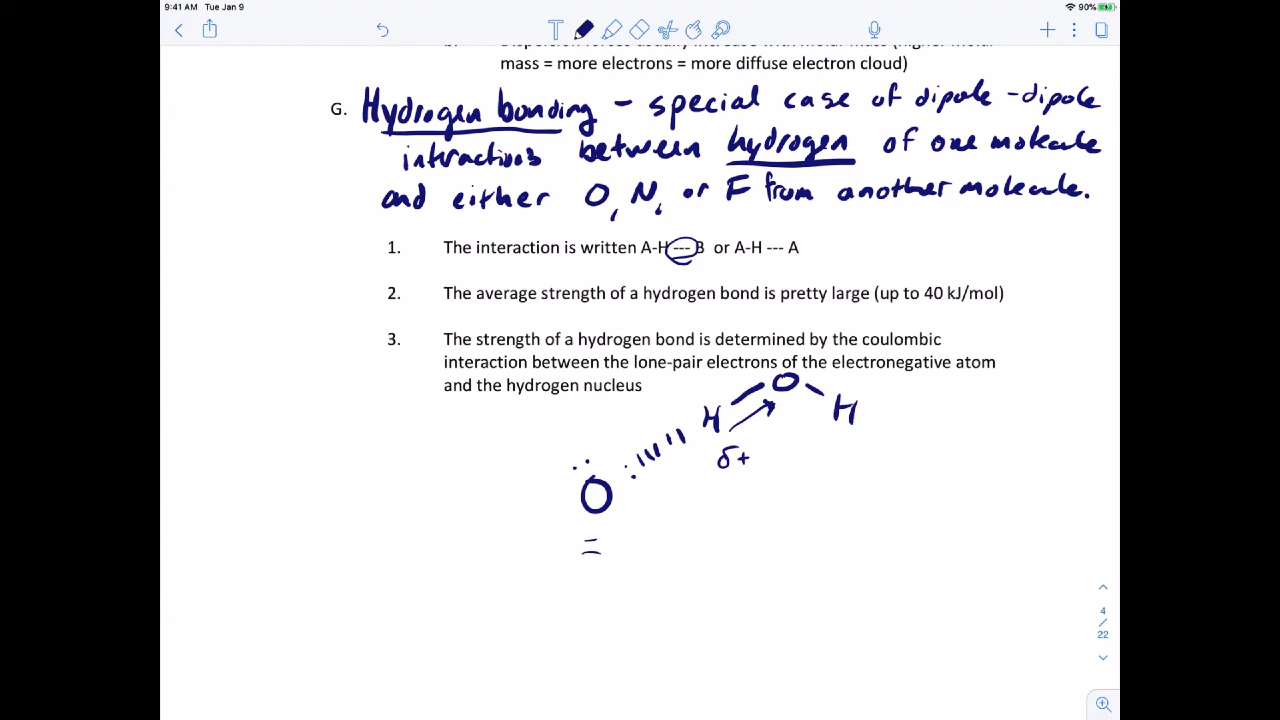 9:41 AM Tue Jan 9
90%
mass = more electrons = more diffuse electron cloud)
G. Hydrogen bonding - special case of dipole-dipole
interactions between hydrogen of one molecule
and either O, N, or F from another molecule.
1. The interaction is written A-H --- B or A-H --- A
2. The average strength of a hydrogen bond is pretty large (up to 40 kJ/mol)
3. The strength of a hydrogen bond is determined by the coulombic
interaction between the lone-pair electrons of the electronegative atom
and the hydrogen nucleus
O
H H
δ+
O
4
/
22